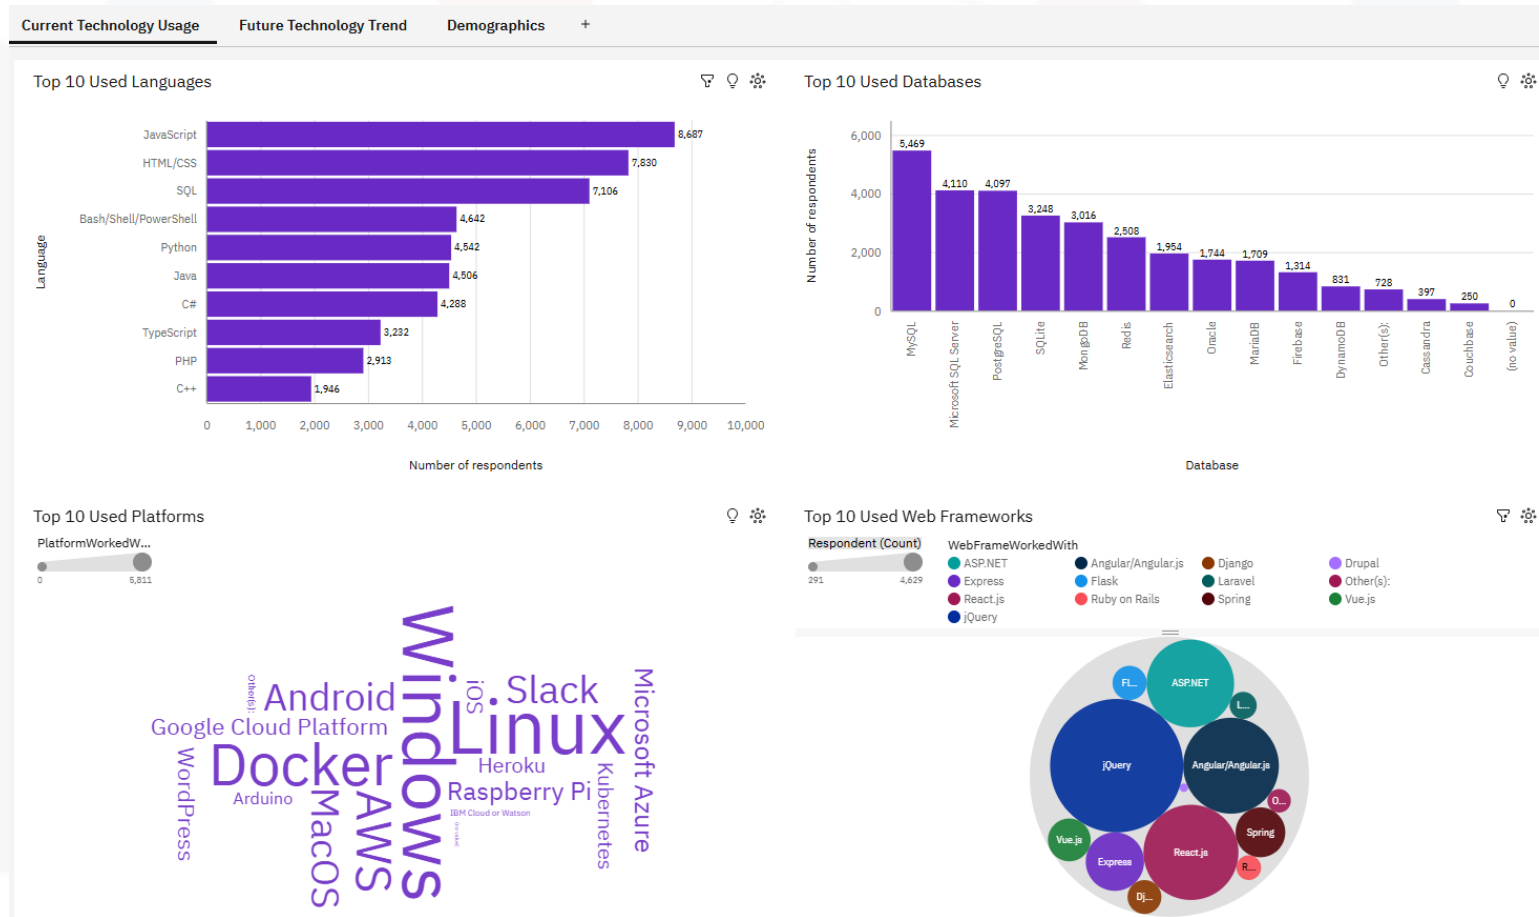 Current Technology Usage
Future Technology Trend
Demographics
+
Top 10 Used Languages
Language
JavaScript
HTML/CSS
SQL
Bash/Shell/PowerShell
Python
Java
C#
TypeScript
PHP
C++
8,687
7,830
7,106
4,642
4,542
4,506
4,288
3,232
2,913
1,946
0 1,000 2,000 3,000 4,000 5,000 6,000 7,000 8,000 9,000 10,000
Number of respondents
Top 10 Used Databases
Number of respondents
6,000
4,000
2,000
0
5,469
4,110
4,097
3,248
3,016
2,508
1,954
1,744
1,709
1,314
831
728
397
250
0
MySQL
Microsoft SQL Server
PostgreSQL
SQLite
MongoDB
Redis
Elasticsearch
Oracle
MariaDB
Firebase
DynamoDB
Other(s):
Cassandra
Couchbase
(no value)
Database
Top 10 Used Platforms
PlatformWorkedW...
0 5,811
Windows
Other(s):
Android
iOS
Slack
Microsoft Azure
Google Cloud Platform
Linux
WordPress
Docker
Heroku
Kubernetes
Arduino
MacOS
AWS
Raspberry Pi
IBM Cloud or Watson
Top 10 Used Web Frameworks
Respondent (Count)
291 4,629
WebFrameWorkedWith
ASP.NET
Angular/Angular.js
Django
Drupal
Express
Flask
Laravel
Other(s):
React.js
Ruby on Rails
Spring
Vue.js
jQuery
Fl...
ASP.NET
L...
jQuery
Angular/Angular.js
O...
Vue.js
Express
React.js
Spring
R...
Dj...